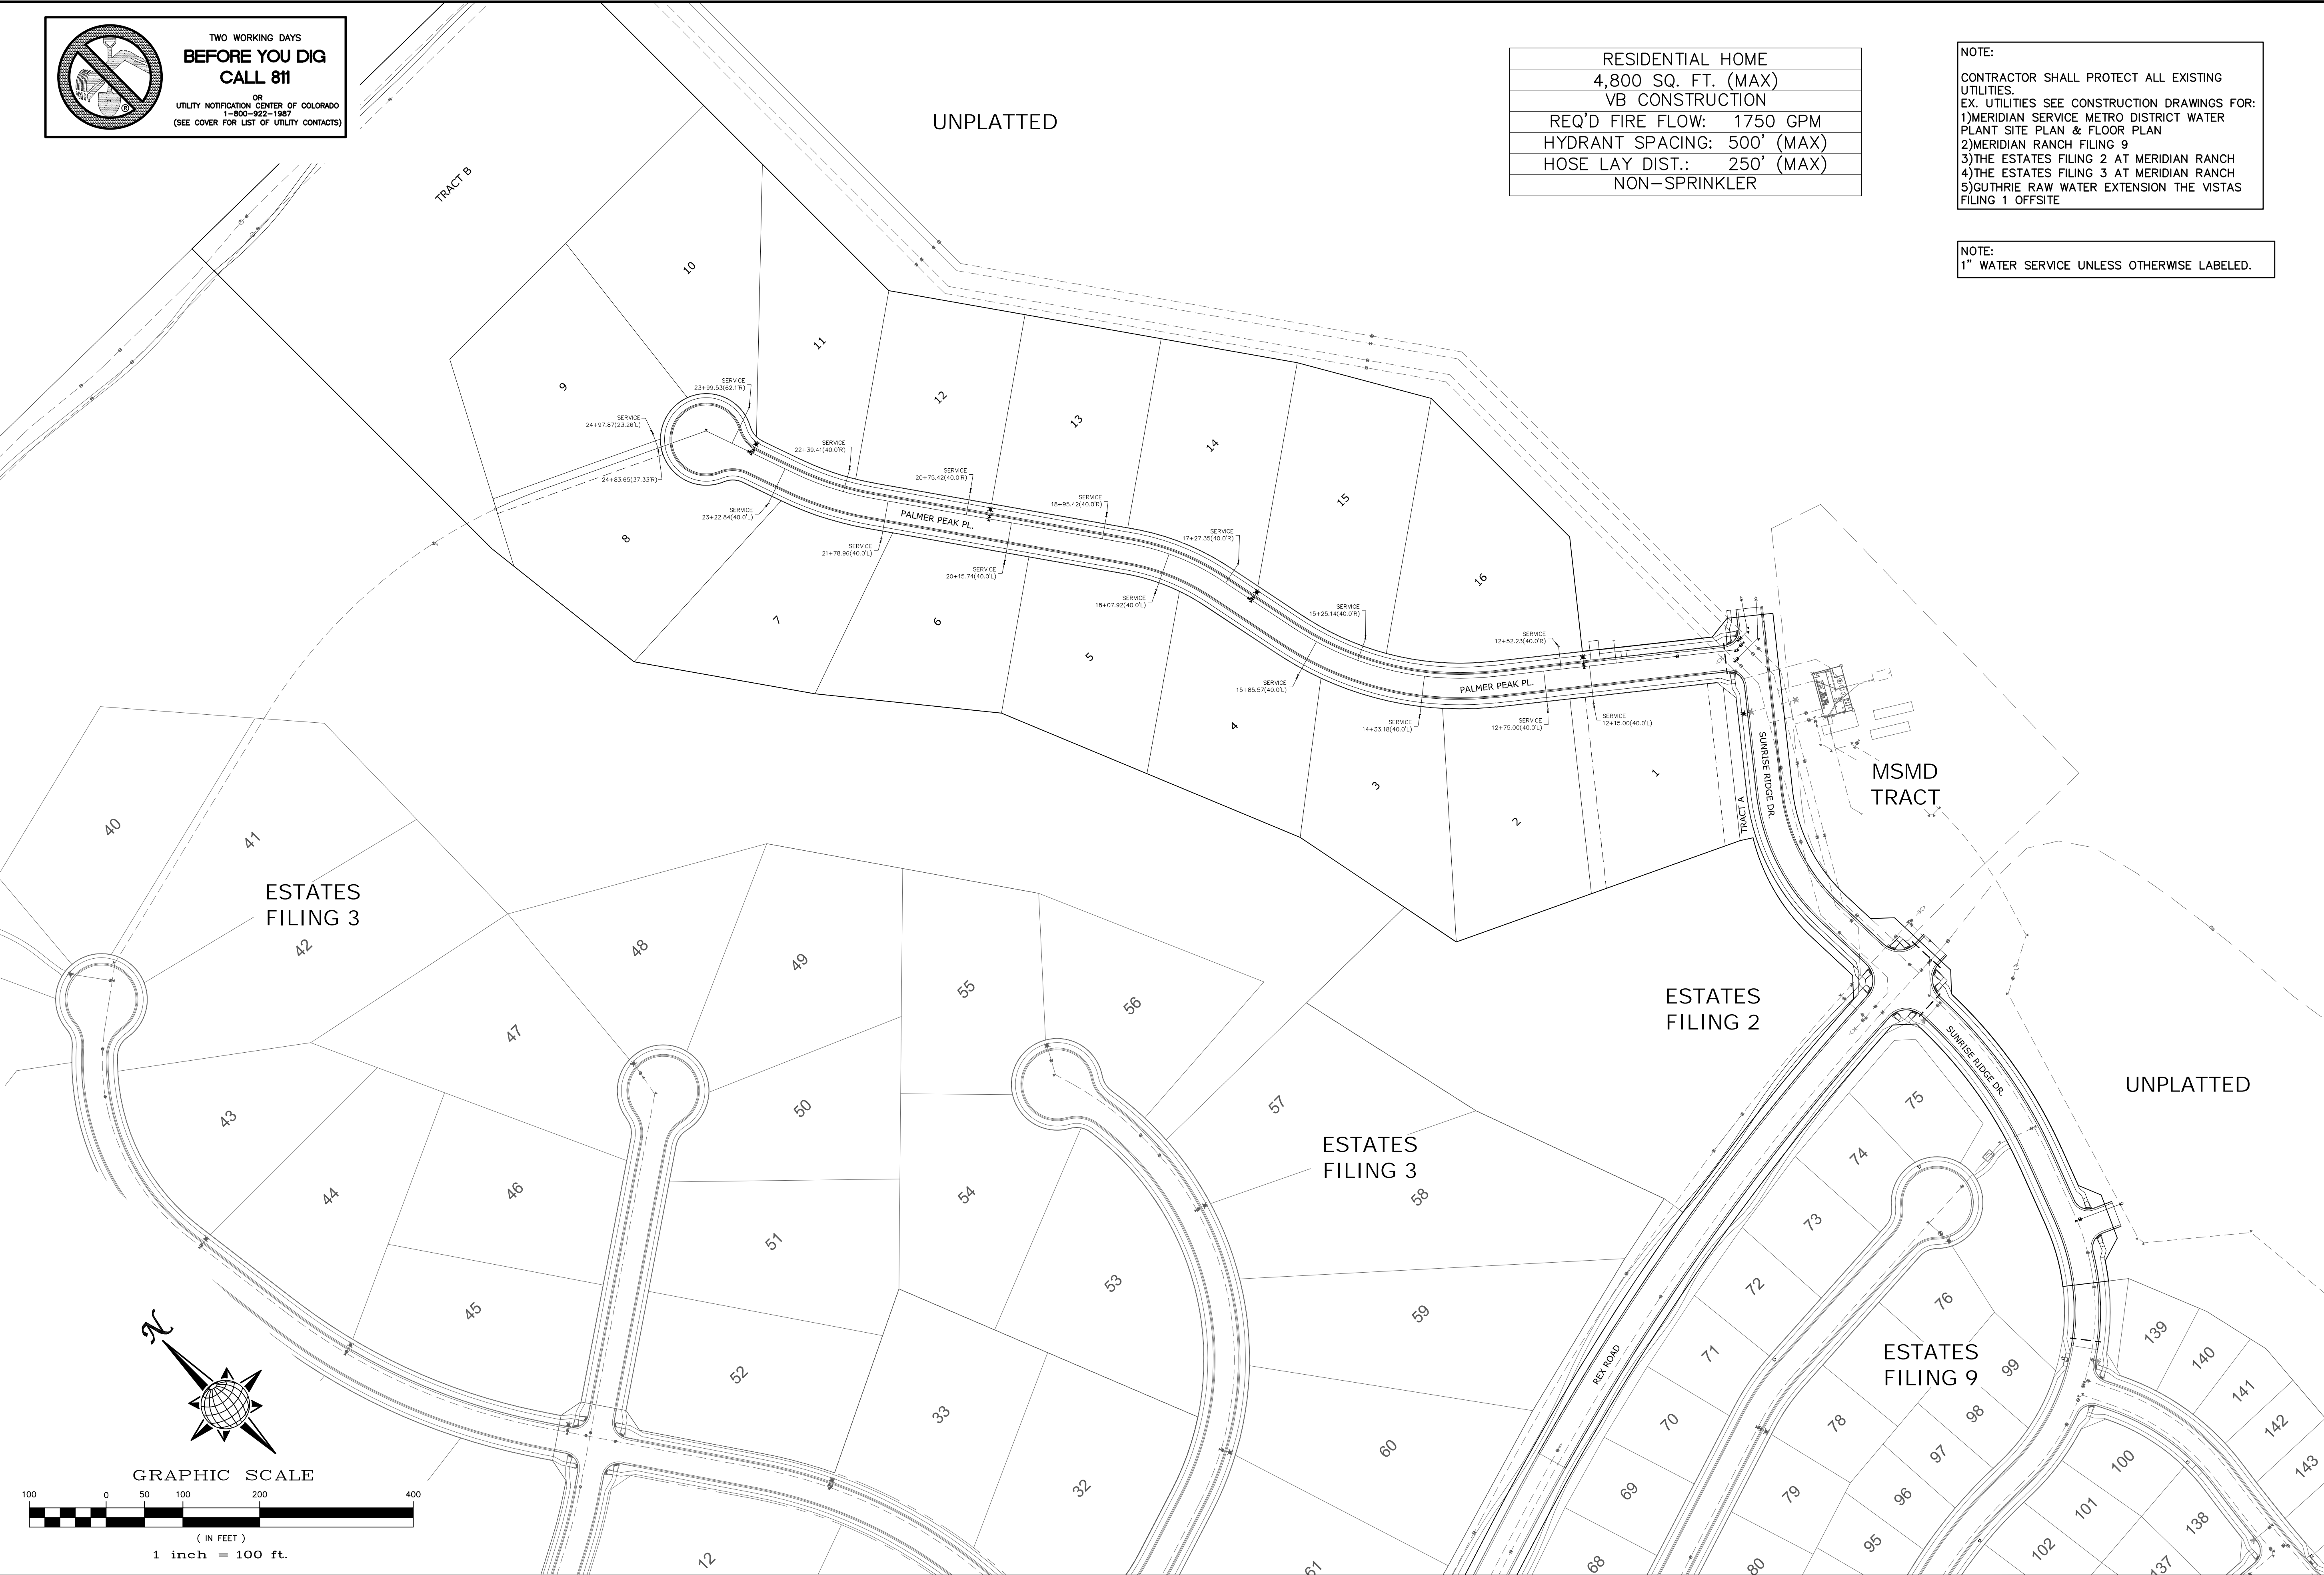 TWO WORKING DAYS
BEFORE YOU DIG
CALL 811
OR
UTILITY NOTIFICATION CENTER OF COLORADO
1-800-922-1987
(SEE COVER FOR LIST OF UTILITY CONTACTS)
®
UNPLATTED
RESIDENTIAL HOME
4,800 SQ. FT. (MAX)
VB CONSTRUCTION
REQ'D FIRE FLOW: 1750 GPM
HYDRANT SPACING: 500' (MAX)
HOSE LAY DIST.: 250' (MAX)
NON-SPRINKLER
NOTE:
CONTRACTOR SHALL PROTECT ALL EXISTING
UTILITIES.
EX. UTILITIES SEE CONSTRUCTION DRAWINGS FOR:
1)MERIDIAN SERVICE METRO DISTRICT WATER
PLANT SITE PLAN & FLOOR PLAN
2)MERIDIAN RANCH FILING 9
3)THE ESTATES FILING 2 AT MERIDIAN RANCH
4)THE ESTATES FILING 3 AT MERIDIAN RANCH
5)GUTHRIE RAW WATER EXTENSION THE VISTAS
FILING 1 OFFSITE
NOTE:
1" WATER SERVICE UNLESS OTHERWISE LABELED.
TRACT B
10
11
9
12
13
14
15
16
8
7
6
5
4
3
2
1
SERVICE
23+99.53(62.1'R)
SERVICE
24+97.87(23.26'L)
24+83.65(37.33'R)
SERVICE
22+39.41(40.0'R)
SERVICE
20+75.42(40.0'R)
SERVICE
18+95.42(40.0'R)
SERVICE
17+27.35(40.0'R)
SERVICE
15+25.14(40.0'R)
SERVICE
12+52.23(40.0'R)
SERVICE
23+22.84(40.0'L)
SERVICE
21+78.96(40.0'L)
SERVICE
20+15.74(40.0'L)
SERVICE
18+07.92(40.0'L)
SERVICE
15+85.57(40.0'L)
SERVICE
14+33.18(40.0'L)
SERVICE
12+75.00(40.0'L)
SERVICE
12+15.00(40.0'L)
PALMER PEAK PL.
PALMER PEAK PL.
SUNRISE RIDGE DR.
TRACT A
MSMD
TRACT
40
41
ESTATES
FILING 3
42
48
49
55
56
47
43
44
46
45
50
51
52
54
53
57
ESTATES
FILING 3
58
59
60
61
33
32
12
ESTATES
FILING 2
SUNRISE RIDGE DR.
UNPLATTED
REX ROAD
75
74
73
72
71
70
69
68
76
ESTATES
FILING 9
78
79
80
99
98
97
96
95
100
101
102
139
140
141
142
143
138
137
N
GRAPHIC SCALE
100 0 50 100 200 400
( IN FEET )
1 inch = 100 ft.